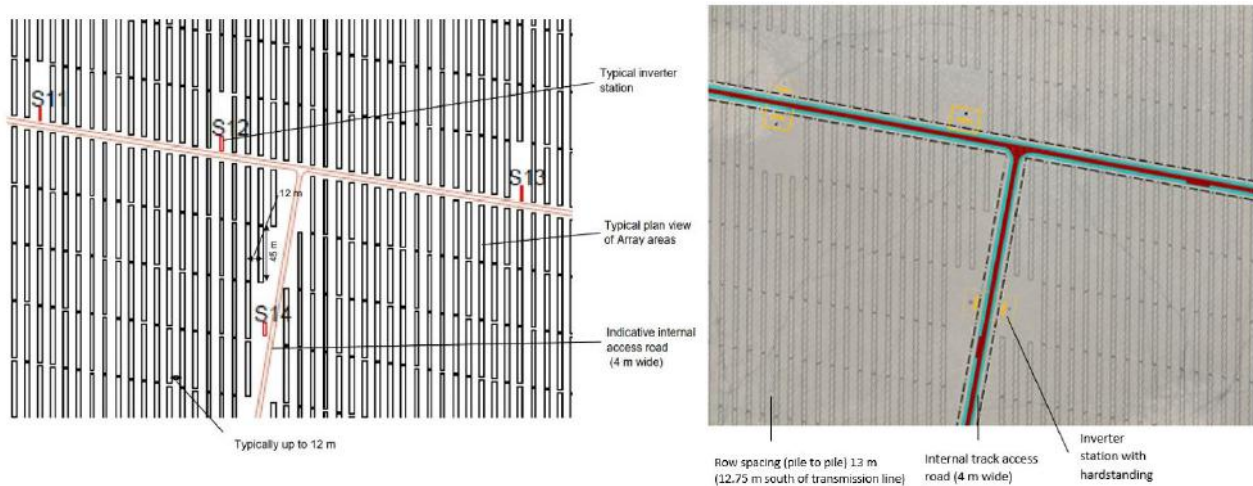 Typical inverter
station
S11
S12
S13
12 m
45 m
Typical plan view
of Array areas
S14
Indicative internal
access road
(4 m wide)
Typically up to 12 m
Row spacing (pile to pile) 13 m
(12.75 m south of transmission line)
Internal track access
road (4 m wide)
Inverter
station with
hardstanding